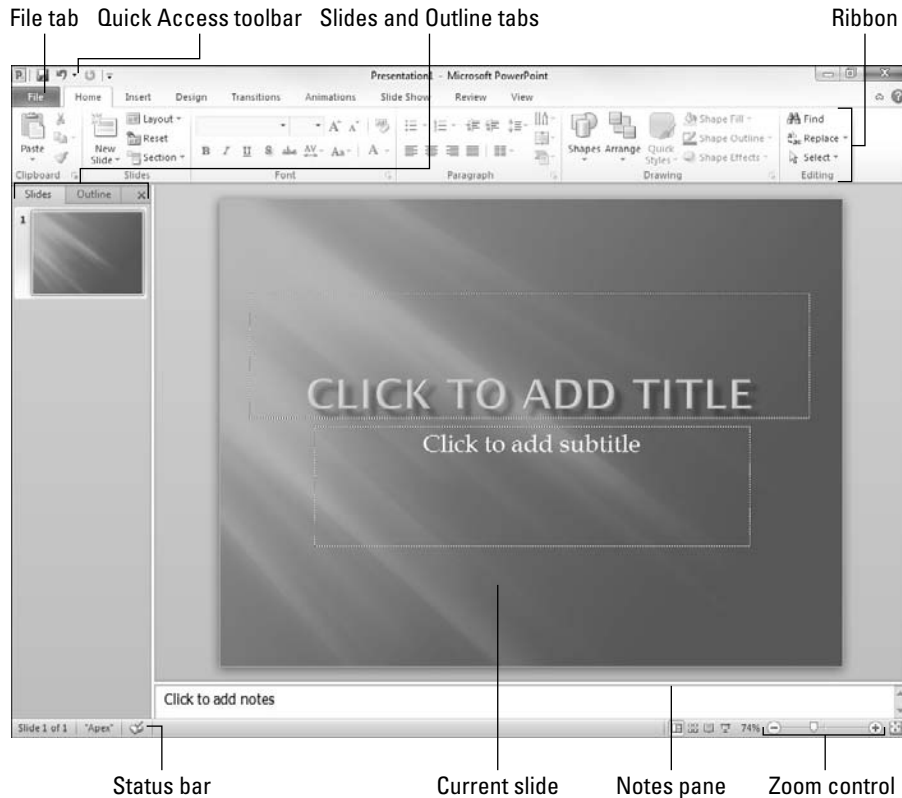 File tab Quick Access toolbar Slides and Outline tabs Ribbon
Presentation1 - Microsoft PowerPoint
File Home Insert Design Transitions Animations Slide Show Review View
Paste
New Slide
Layout
Reset
Section
B I U S abc AV Aa A
Shapes Arrange Quick Styles
Shape Fill
Shape Outline
Shape Effects
Find
Replace
Select
Clipboard Slides Font Paragraph Drawing Editing
Slides Outline
1
CLICK TO ADD TITLE
Click to add subtitle
Click to add notes
Slide 1 of 1 "Apex" 74%
Status bar Current slide Notes pane Zoom control